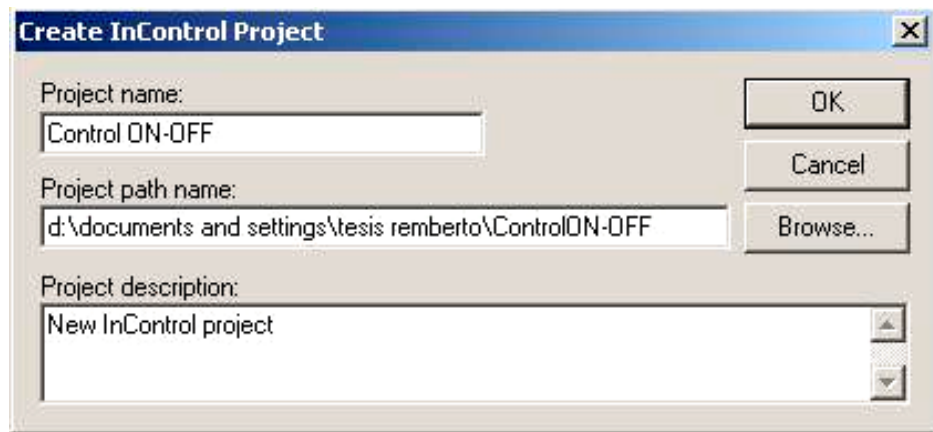 Create InControl Project
Project name:
OK
Control ON-OFF
Cancel
Project path name:
d:\documents and settings\tesis remberto\ControlON-OFF
Browse...
Project description:
New InControl project